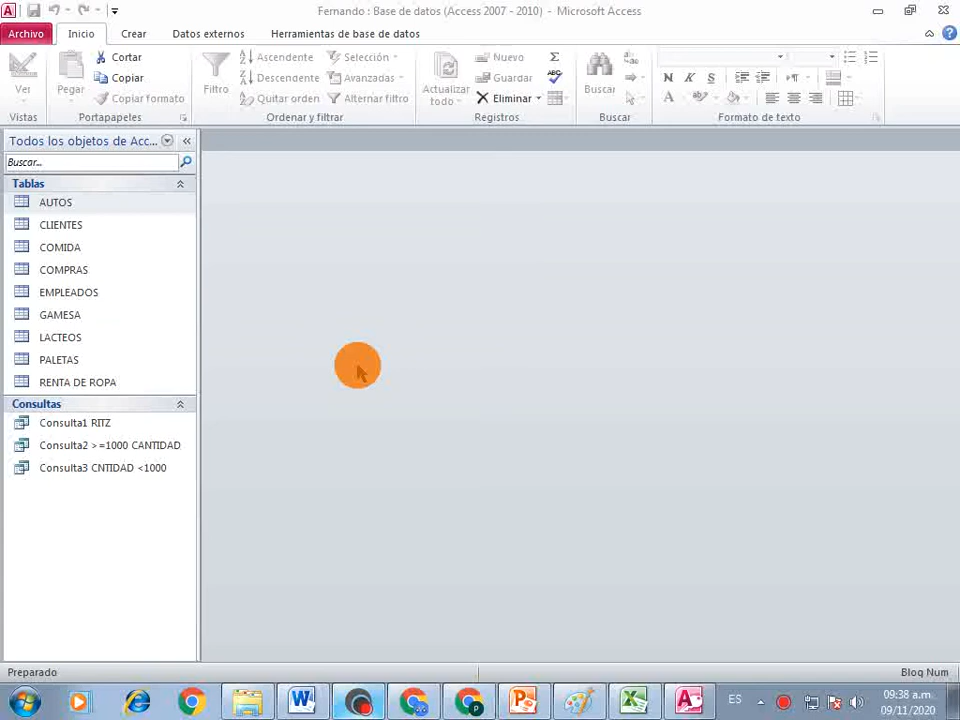 Fernando : Base de datos (Access 2007 - 2010) - Microsoft Access
Archivo Inicio Crear Datos externos Herramientas de base de datos
Ver
Vistas
Pegar
Cortar
Copiar
Copiar formato
Portapapeles
Filtro
Ascendente
Descendente
Quitar orden
Selección
Avanzadas
Alternar filtro
Ordenar y filtrar
Actualizar todo
Nuevo
Guardar
Eliminar
Registros
Buscar
Buscar
N K S
Formato de texto
Todos los objetos de Acc...
Buscar...
Tablas
AUTOS
CLIENTES
COMIDA
COMPRAS
EMPLEADOS
GAMESA
LACTEOS
PALETAS
RENTA DE ROPA
Consultas
Consulta1 RITZ
Consulta2 >=1000 CANTIDAD
Consulta3 CNTIDAD <1000
Preparado
Bloq Num
ES
09:38 a.m.
09/11/2020